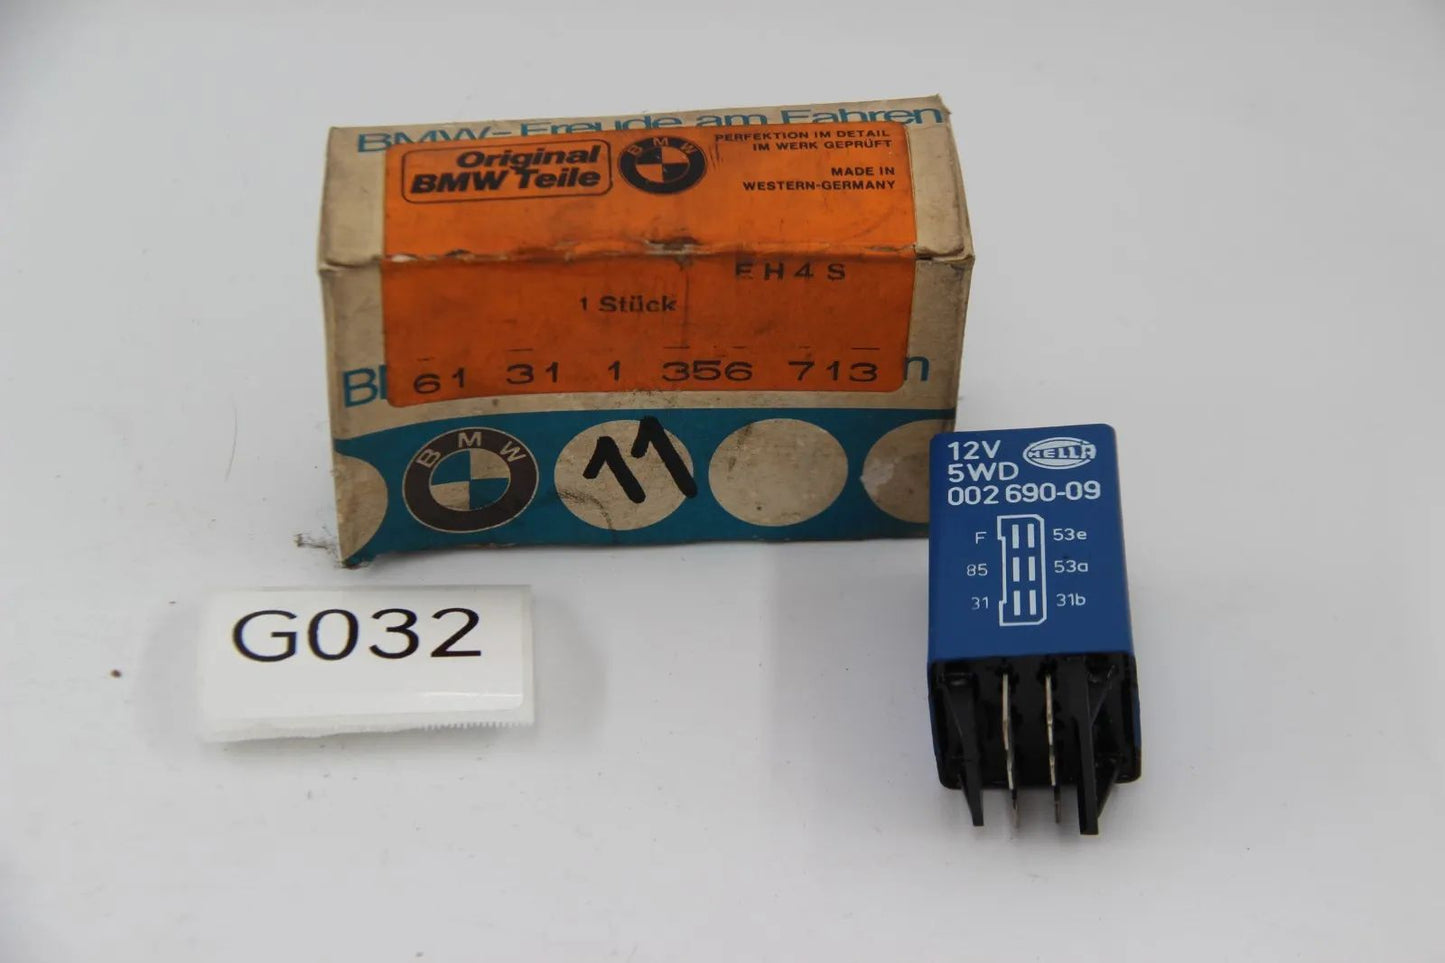 BMW-Freude am Fahren
Original
BMW Teile
BMW
PERFEKTION IM DETAIL
IM WERK GEPRÜFT
MADE IN
WESTERN-GERMANY
EH4S
1 Stück
61 31 1 356 713
BMW
11
12V HELLA
5WD
002 690-09
F 53e
85 53a
31 31b
G032